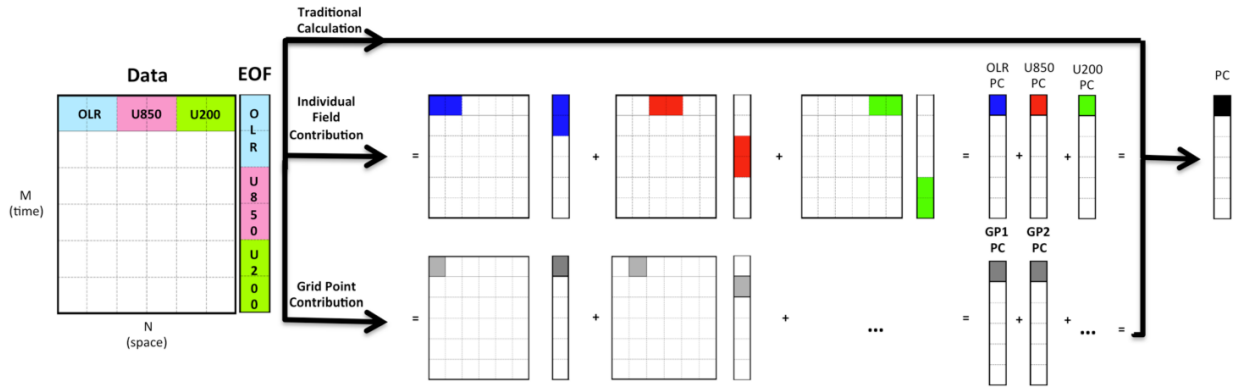 Traditional
Calculation
Data
EOF
OLR
U850
U200
O
L
R
U
8
5
0
U
2
0
0
M
(time)
N
(space)
Individual
Field
Contribution
=
+
+
=
OLR
PC
+
U850
PC
+
U200
PC
=
PC
Grid Point
Contribution
=
+
+
...
=
GP1
PC
+
GP2
PC
+
...
=